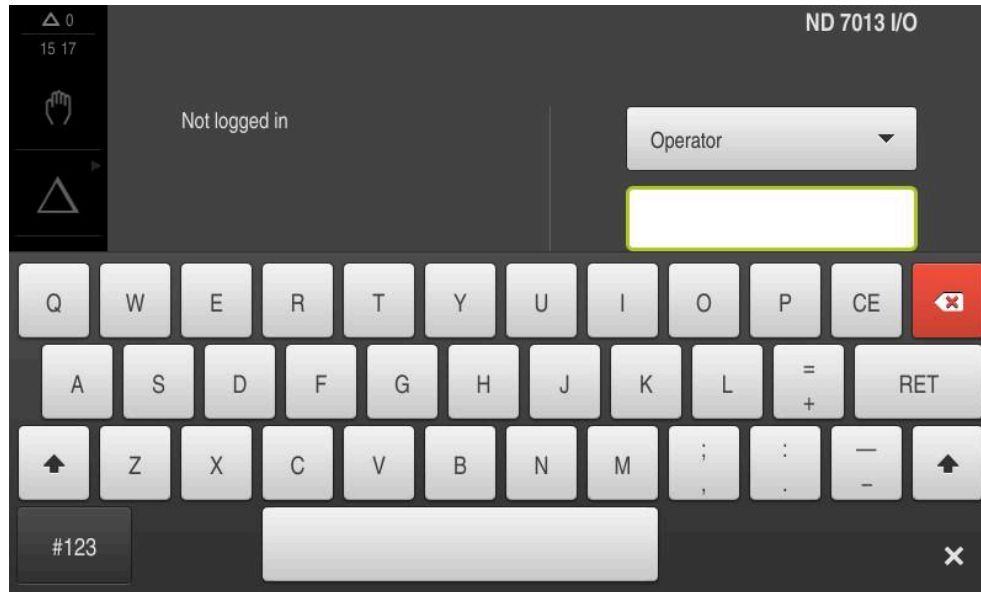 0
ND 7013 I/O
15 17
Not logged in
Operator
Q W E R T Y U I O P CE
A S D F G H J K L = + RET
Z X C V B N M ; , : . — –
#123